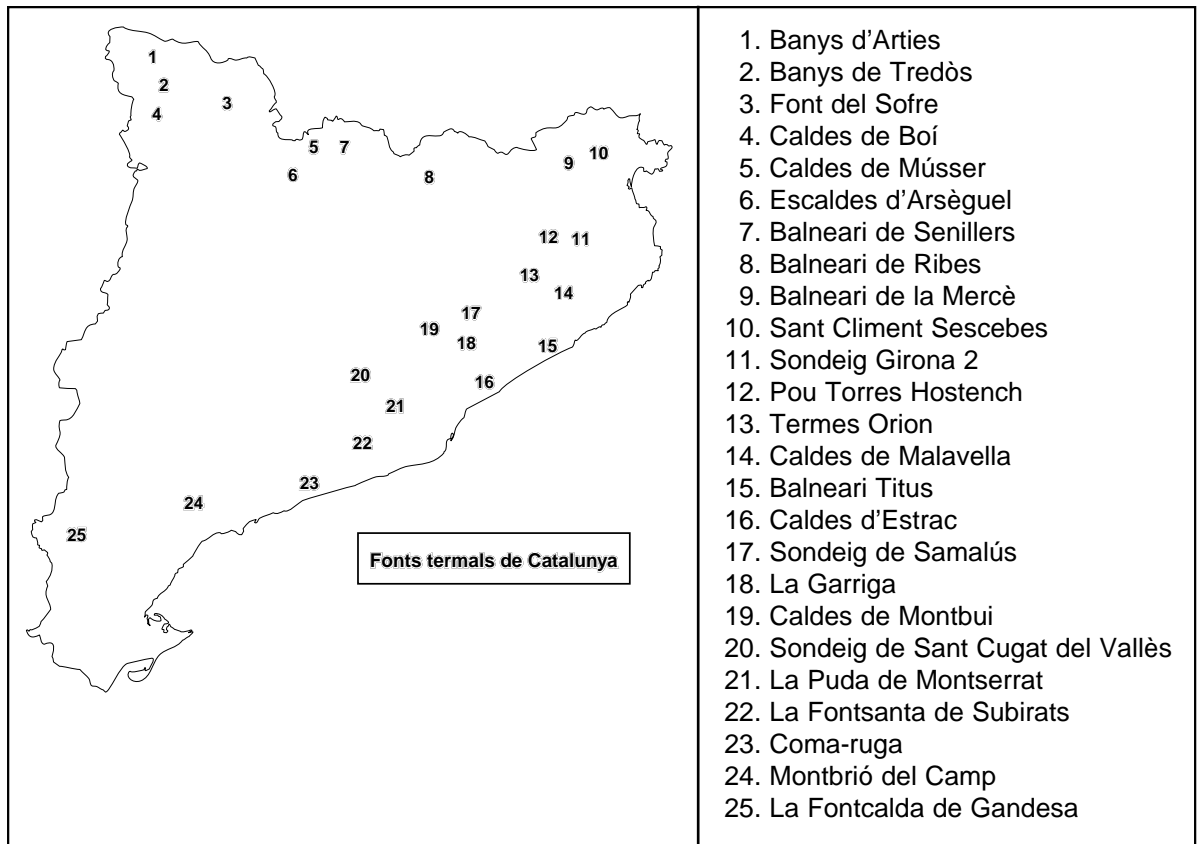 1
2
3
4
5
7
6
8
9
10
12
11
13
14
17
19
18
15
20
16
21
22
23
24
25
Fonts termals de Catalunya
1. Banys d’Arties
2. Banys de Tredòs
3. Font del Sofre
4. Caldes de Boí
5. Caldes de Músser
6. Escaldes d’Arsèguel
7. Balneari de Senillers
8. Balneari de Ribes
9. Balneari de la Mercè
10. Sant Climent Sescebes
11. Sondeig Girona 2
12. Pou Torres Hostench
13. Termes Orion
14. Caldes de Malavella
15. Balneari Titus
16. Caldes d’Estrac
17. Sondeig de Samalús
18. La Garriga
19. Caldes de Montbui
20. Sondeig de Sant Cugat del Vallès
21. La Puda de Montserrat
22. La Fontsanta de Subirats
23. Coma-ruga
24. Montbrió del Camp
25. La Fontcalda de Gandesa